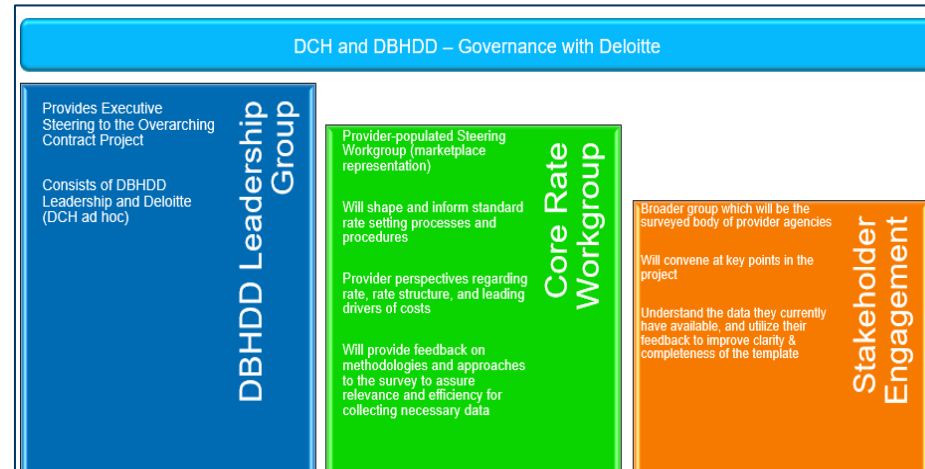 DCH and DBHDD – Governance with Deloitte
Provides Executive
Steering to the Overarching
Contract Project
Consists of DBHDD
Leadership and Deloitte
(DCH ad hoc)
DBHDD Leadership
Group
Provider-populated Steering
Workgroup (marketplace
representation)
Will shape and inform standard
rate setting processes and
procedures
Provider perspectives regarding
rate, rate structure, and leading
drivers of costs
Will provide feedback on
methodologies and approaches
to the survey to assure
relevance and efficiency for
collecting necessary data
Core Rate
Workgroup
Broader group which will be the
surveyed body of provider agencies
Will convene at key points in the
project
Understand the data they currently
have available, and utilize their
feedback to improve clarity &
completeness of the template
Stakeholder
Engagement